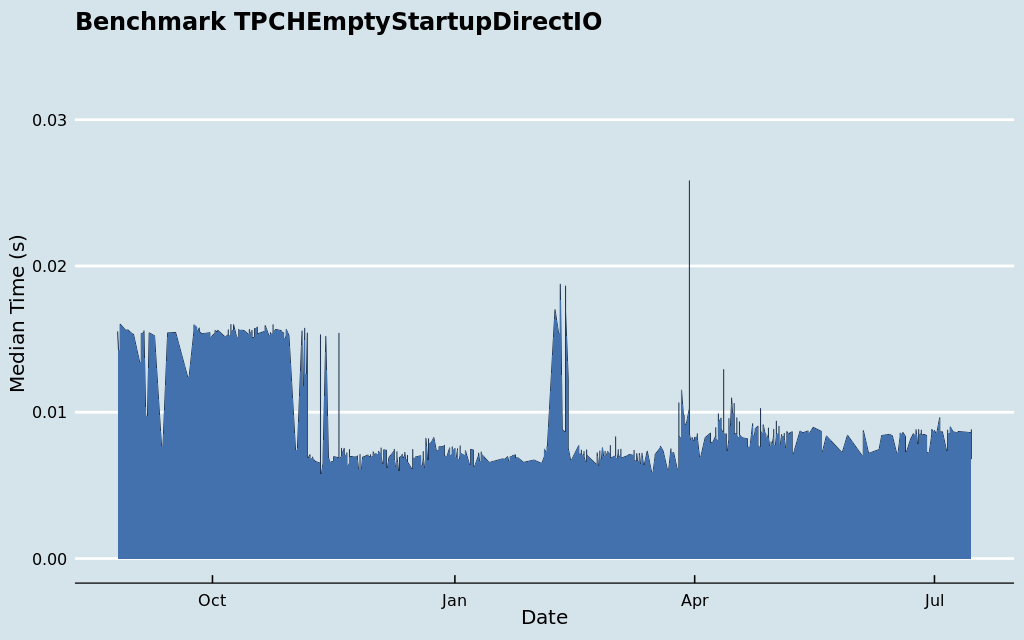 Benchmark TPCHEmptyStartupDirectIO
Median Time (s)
0.03
0.02
0.01
0.00
Oct
Jan
Apr
Jul
Date